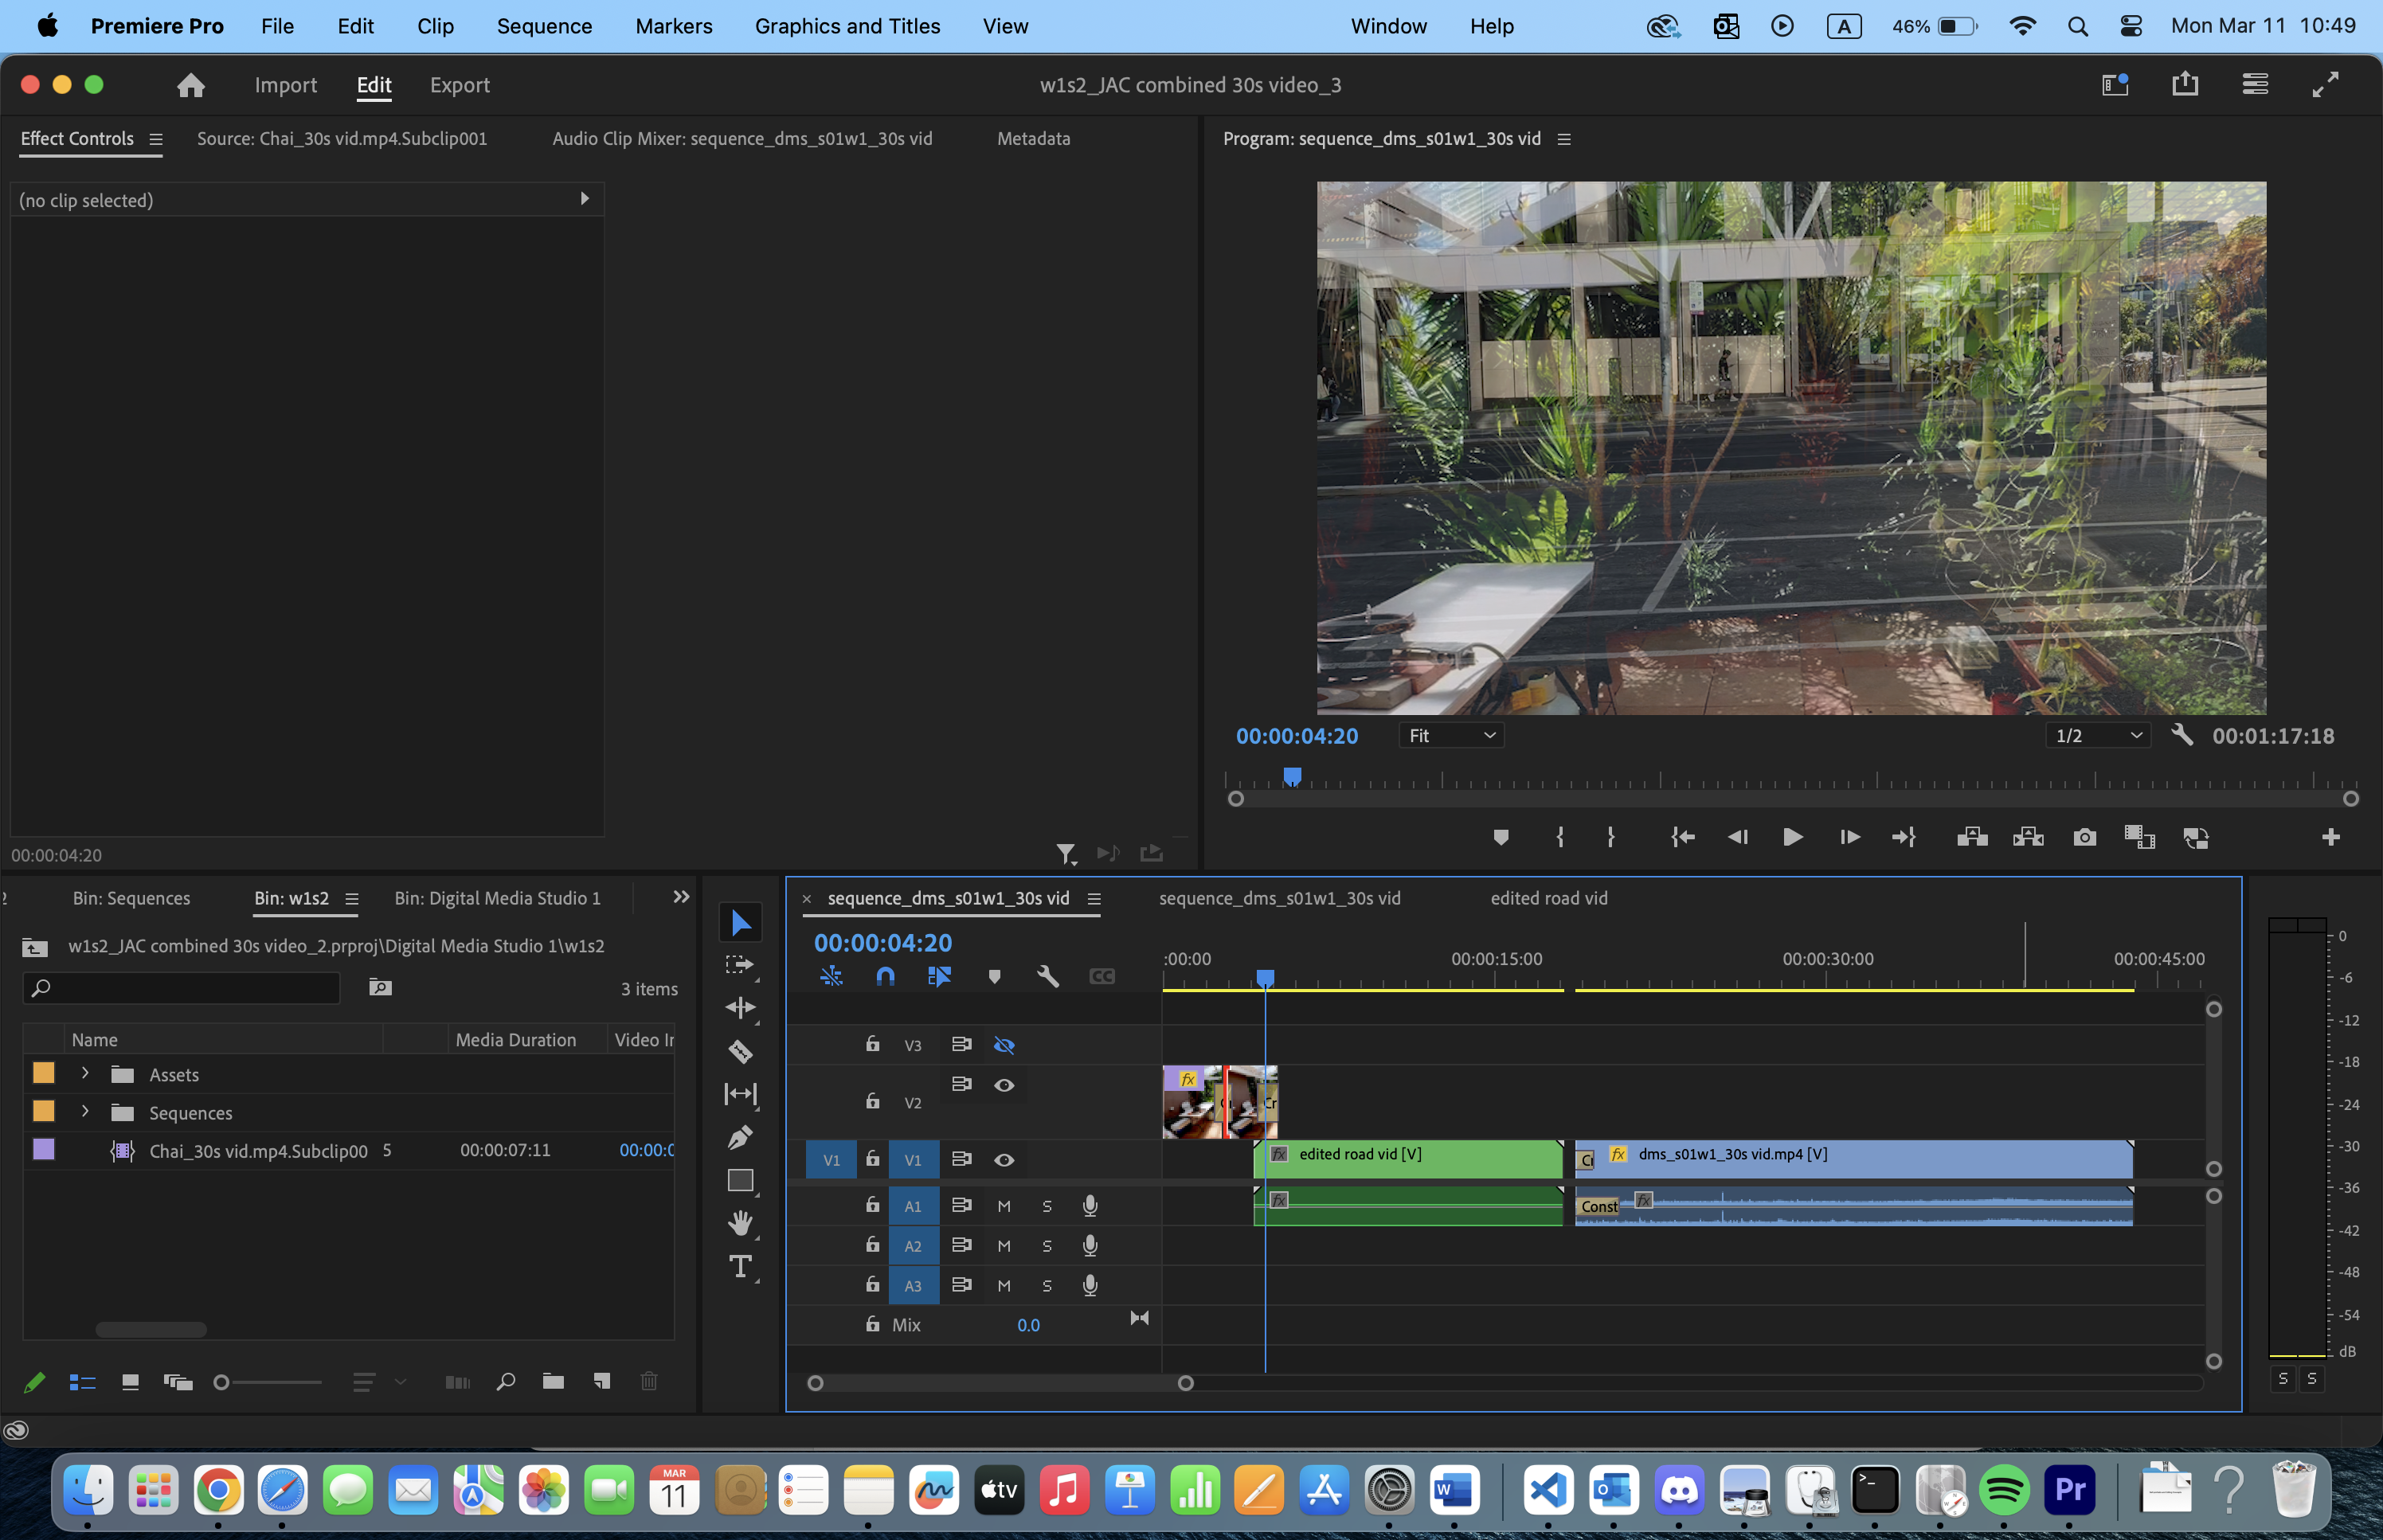 Premiere Pro File Edit Clip Sequence Markers Graphics and Titles View Window Help A 46% Mon Mar 11 10:49
Import Edit Export w1s2_JAC combined 30s video_3
Effect Controls Source: Chai_30s vid.mp4.Subclip001 Audio Clip Mixer: sequence_dms_s01w1_30s vid Metadata
Program: sequence_dms_s01w1_30s vid
(no clip selected)
00:00:04:20 Fit 1/2 00:01:17:18
00:00:04:20
Bin: Sequences Bin: w1s2 Bin: Digital Media Studio 1
w1s2_JAC combined 30s video_2.prproj\Digital Media Studio 1\w1s2
3 items
Name Media Duration Video In
Assets
Sequences
Chai_30s vid.mp4.Subclip00 5 00:00:07:11 00:00:0
× sequence_dms_s01w1_30s vid sequence_dms_s01w1_30s vid edited road vid
00:00:04:20
:00:00 00:00:15:00 00:00:30:00 00:00:45:00
CC
V3
V2 fx Cr
V1 V1 fx edited road vid [V] fx dms_s01w1_30s vid.mp4 [V]
A1 M S fx Const fx
A2 M S
A3 M S
Mix 0.0
0
-6
-12
-18
-24
-30
-36
-42
-48
-54
dB
S S
MAR
11
tv
W
Pr